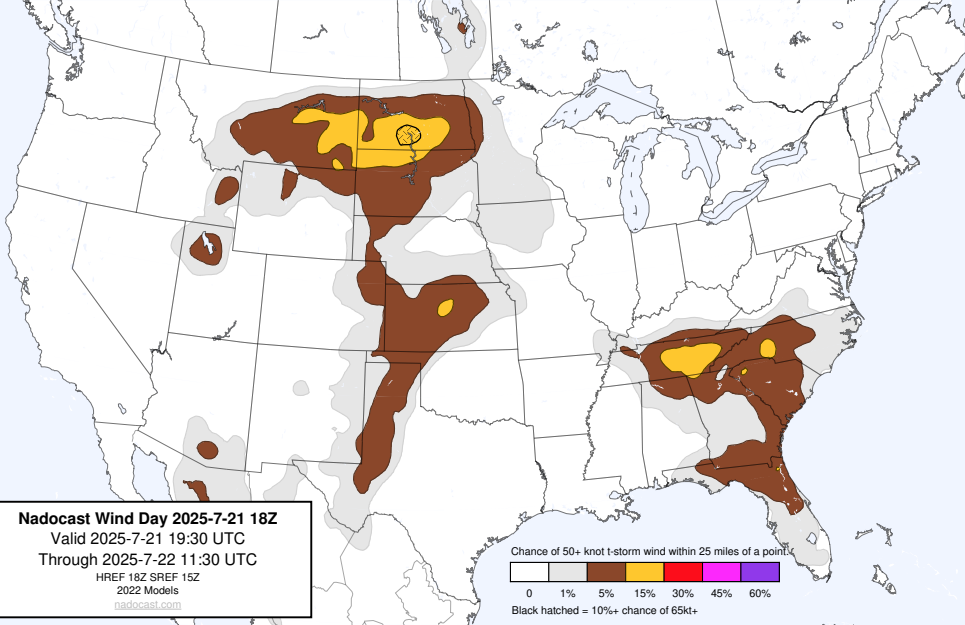 Nadocast Wind Day 2025-7-21 18Z
Valid 2025-7-21 19:30 UTC
Through 2025-7-22 11:30 UTC
HREF 18Z SREF 15Z
2022 Models
nadocast.com
Chance of 50+ knot t-storm wind within 25 miles of a point.
0 1% 5% 15% 30% 45% 60%
Black hatched = 10%+ chance of 65kt+